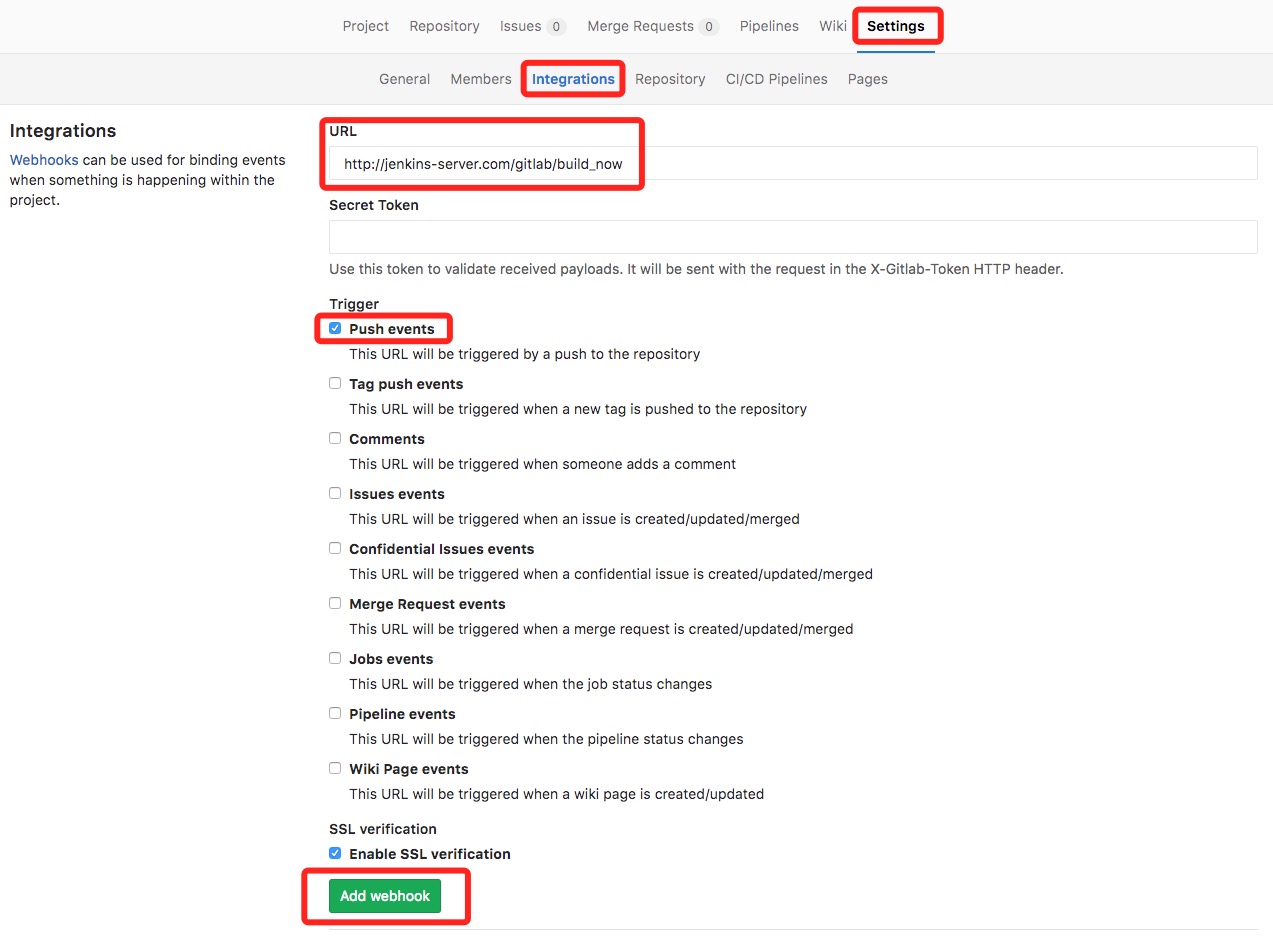 Project Repository Issues 0 Merge Requests 0 Pipelines Wiki Settings
General Members Integrations Repository CI/CD Pipelines Pages
Integrations
Webhooks can be used for binding events
when something is happening within the
project.
URL
http://jenkins-server.com/gitlab/build_now
Secret Token
Use this token to validate received payloads. It will be sent with the request in the X-Gitlab-Token HTTP header.
Trigger
Push events
This URL will be triggered by a push to the repository
Tag push events
This URL will be triggered when a new tag is pushed to the repository
Comments
This URL will be triggered when someone adds a comment
Issues events
This URL will be triggered when an issue is created/updated/merged
Confidential Issues events
This URL will be triggered when a confidential issue is created/updated/merged
Merge Request events
This URL will be triggered when a merge request is created/updated/merged
Jobs events
This URL will be triggered when the job status changes
Pipeline events
This URL will be triggered when the pipeline status changes
Wiki Page events
This URL will be triggered when a wiki page is created/updated
SSL verification
Enable SSL verification
Add webhook